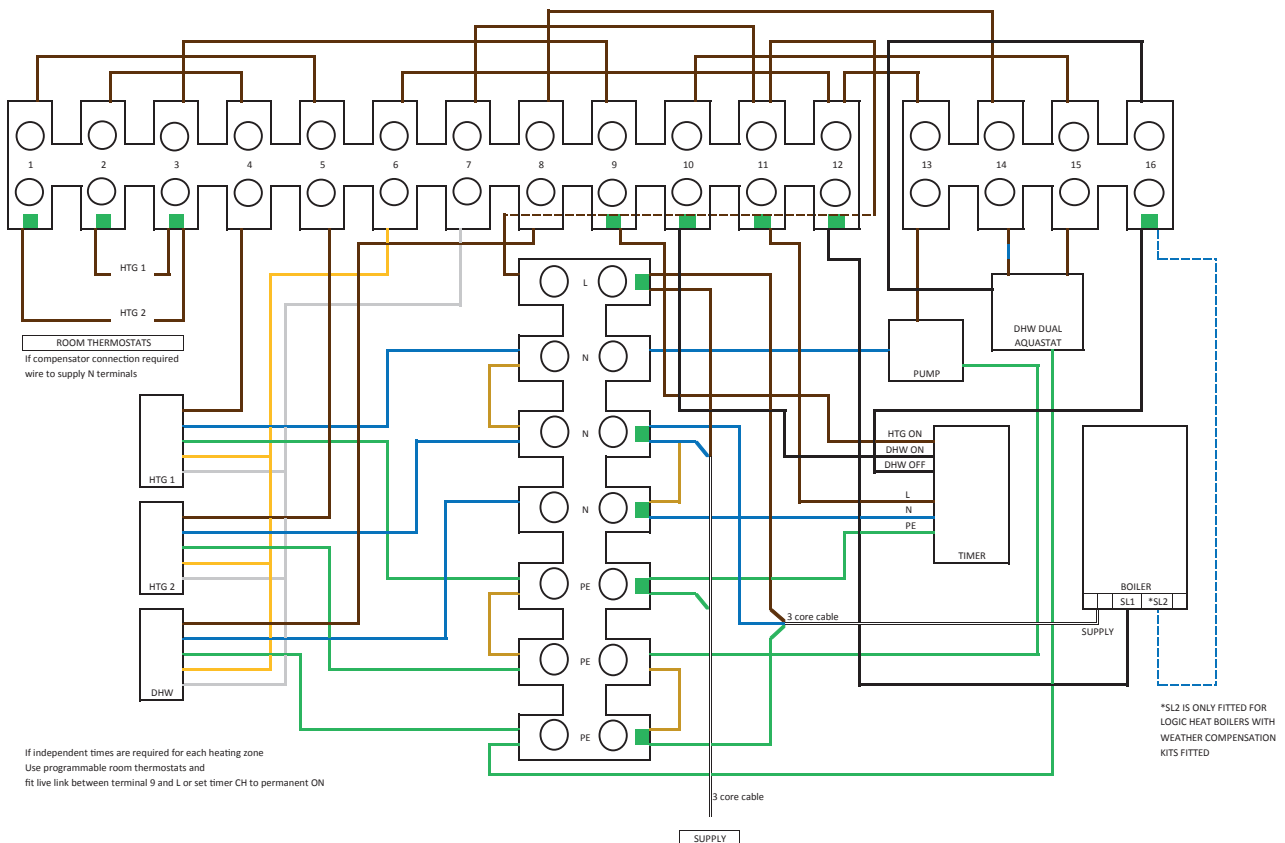 1
2
3
4
5
6
7
8
9
10
11
12
13
14
15
16
HTG 1
HTG 2
ROOM THERMOSTATS
If compensator connection required
wire to supply N terminals
L
N
N
N
PE
PE
PE
DHW DUAL
AQUASTAT
PUMP
HTG ON
DHW ON
DHW OFF
L
N
PE
TIMER
HTG 1
HTG 2
DHW
BOILER
SL1
*SL2
3 core cable
SUPPLY
*SL2 IS ONLY FITTED FOR
LOGIC HEAT BOILERS WITH
WEATHER COMPENSATION
KITS FITTED
If independent times are required for each heating zone
Use programmable room thermostats and
fit live link between terminal 9 and L or set timer CH to permanent ON
3 core cable
SUPPLY